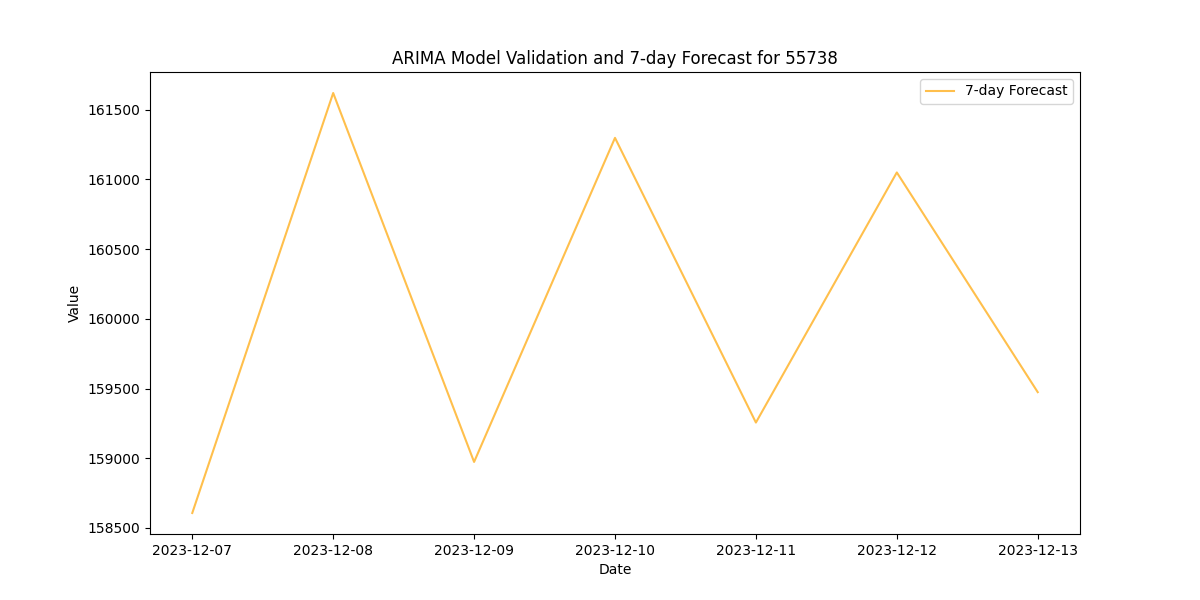 ARIMA Model Validation and 7-day Forecast for 55738
7-day Forecast
161500
161000
160500
160000
159500
159000
158500
Value
2023-12-07 2023-12-08 2023-12-09 2023-12-10 2023-12-11 2023-12-12 2023-12-13
Date